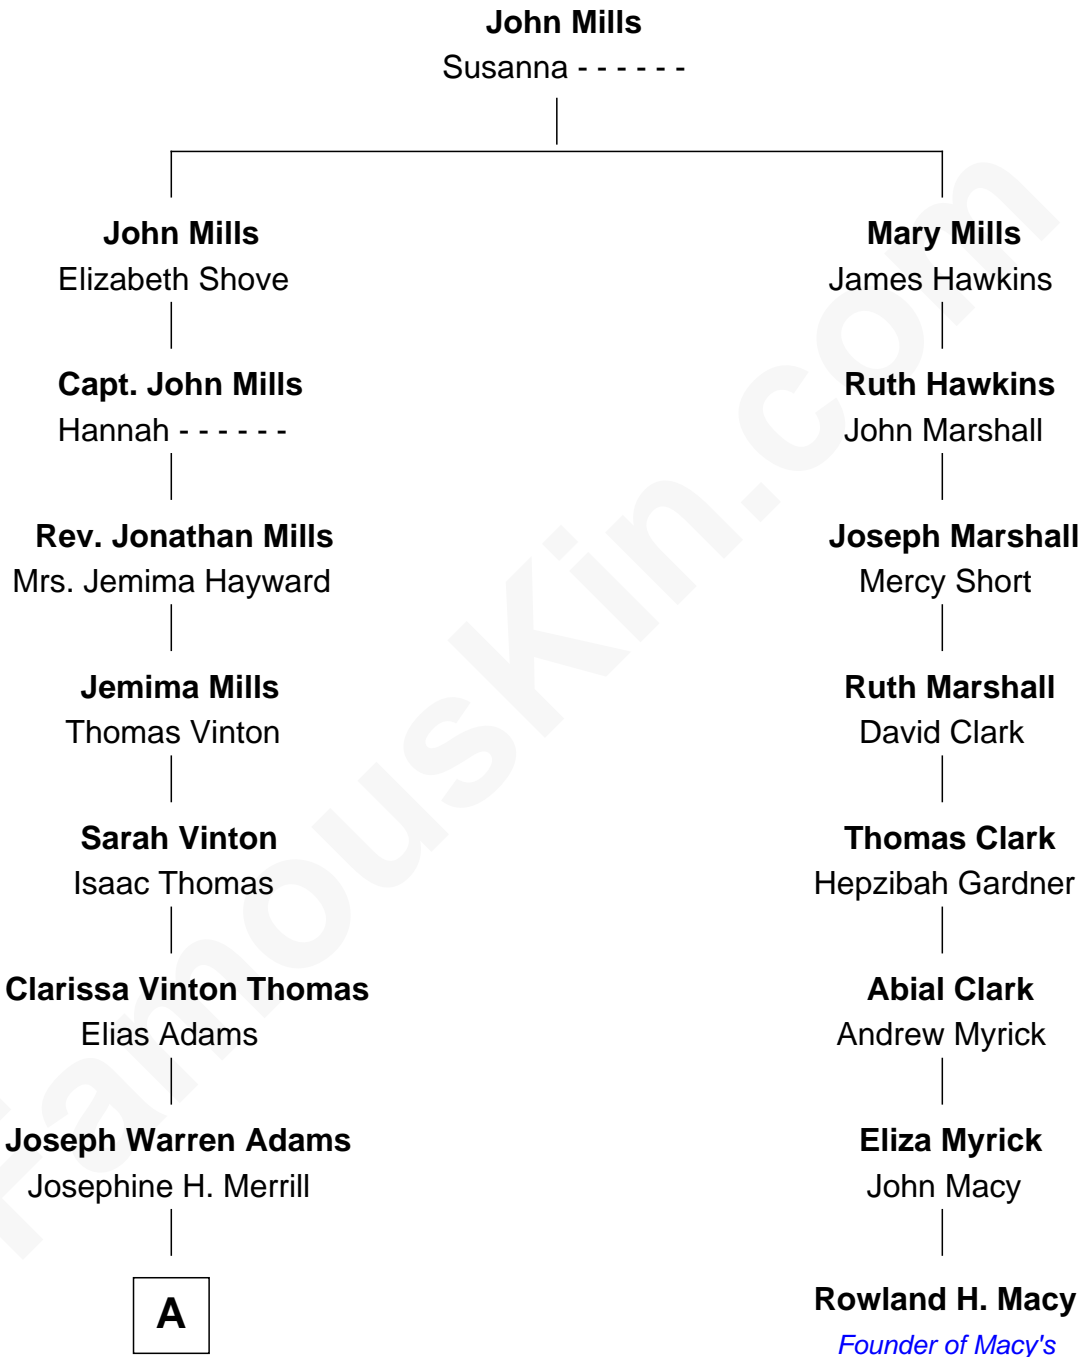 John Mills
Susanna - - - - - -
John Mills
Elizabeth Shove
Mary Mills
James Hawkins
Capt. John Mills
Hannah - - - - - -
Ruth Hawkins
John Marshall
Rev. Jonathan Mills
Mrs. Jemima Hayward
Joseph Marshall
Mercy Short
Jemima Mills
Thomas Vinton
Ruth Marshall
David Clark
Sarah Vinton
Isaac Thomas
Thomas Clark
Hepzibah Gardner
Clarissa Vinton Thomas
Elias Adams
Abial Clark
Andrew Myrick
Joseph Warren Adams
Josephine H. Merrill
Eliza Myrick
John Macy
A
Rowland H. Macy
Founder of Macy's
FamousKin.com